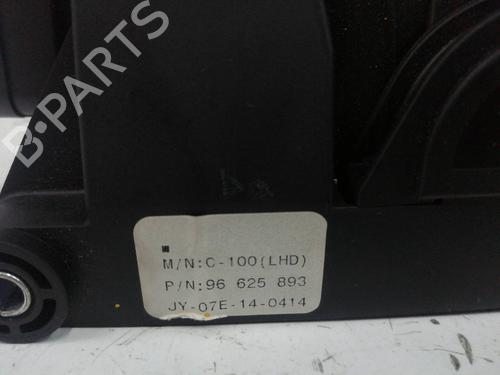 B-PARTS
M/N:C-100(LHD)
P/N:96 625 893
JY-07E-14-0414